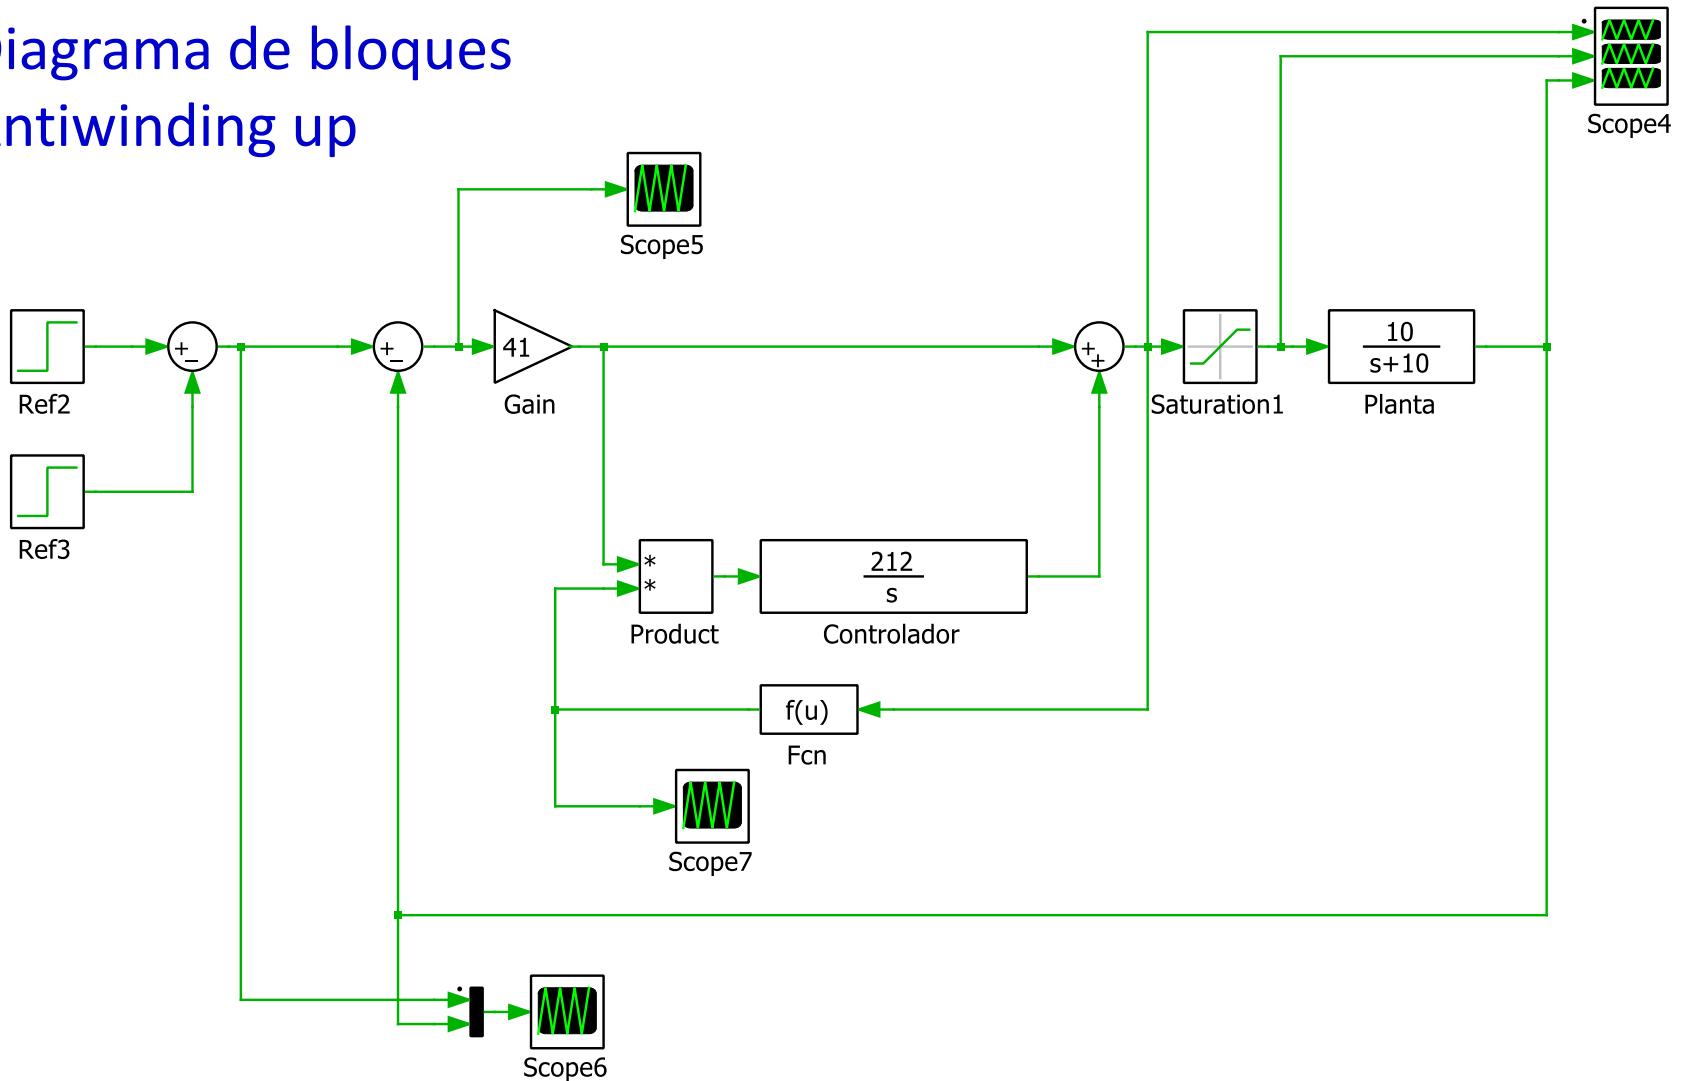 iagrama de bloques
ntiwinding up
Scope4
Scope5
+
−
+
−
41
+
+
10
s+10
Ref2
Gain
Saturation1
Planta
Ref3
*
*
212
s
Product
Controlador
f(u)
Fcn
Scope7
Scope6